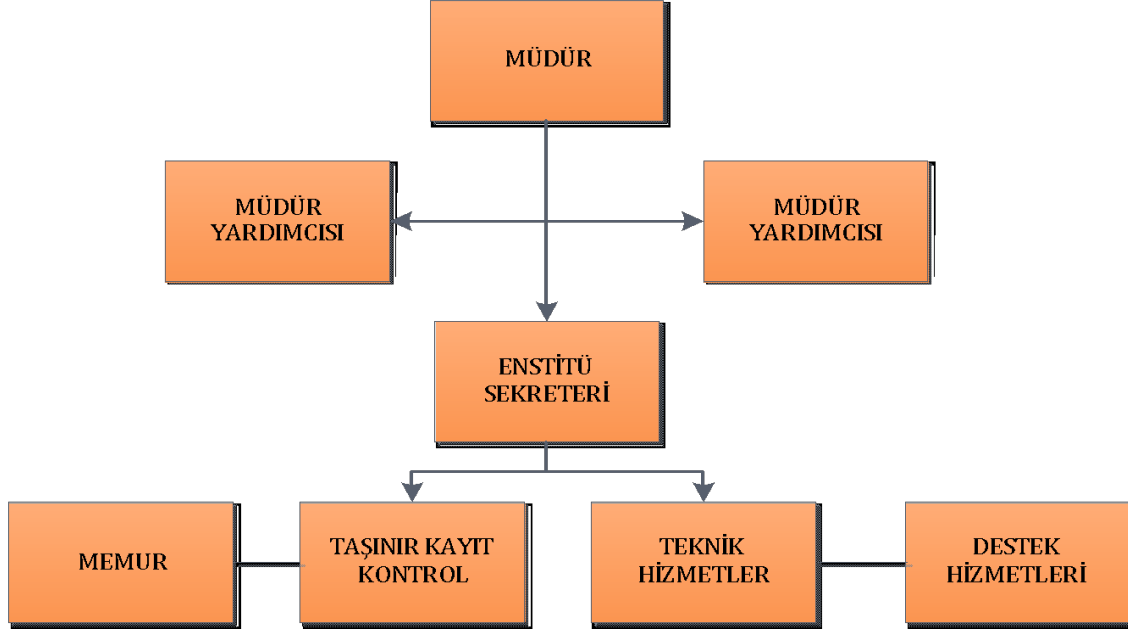 MÜDÜR
MÜDÜR
YARDIMCISI
MÜDÜR
YARDIMCISI
ENSTİTÜ
SEKRETERİ
MEMUR
TAŞINIR KAYIT
KONTROL
TEKNİK
HİZMETLER
DESTEK
HİZMETLERİ